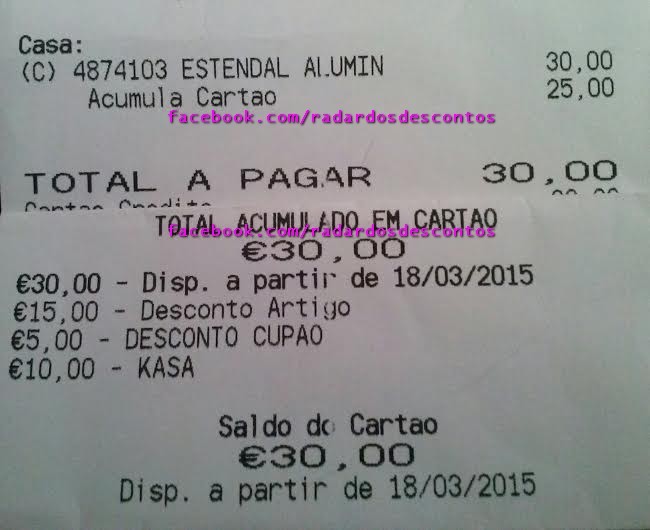 Casa:
(C) 4874103 ESTENDAL ALUMIN 30,00
Acumula Cartao 25,00
facebook.com/radardosdescontos
TOTAL A PAGAR 30,00
Cartao Credito
TOTAL ACUMULADO EM CARTAO
facebook.com/radardosdescontos
€30,00
€30,00 - Disp. a partir de 18/03/2015
€15,00 - Desconto Artigo
€5,00 - DESCONTO CUPAO
€10,00 - KASA
Saldo do Cartao
€30,00
Disp. a partir de 18/03/2015